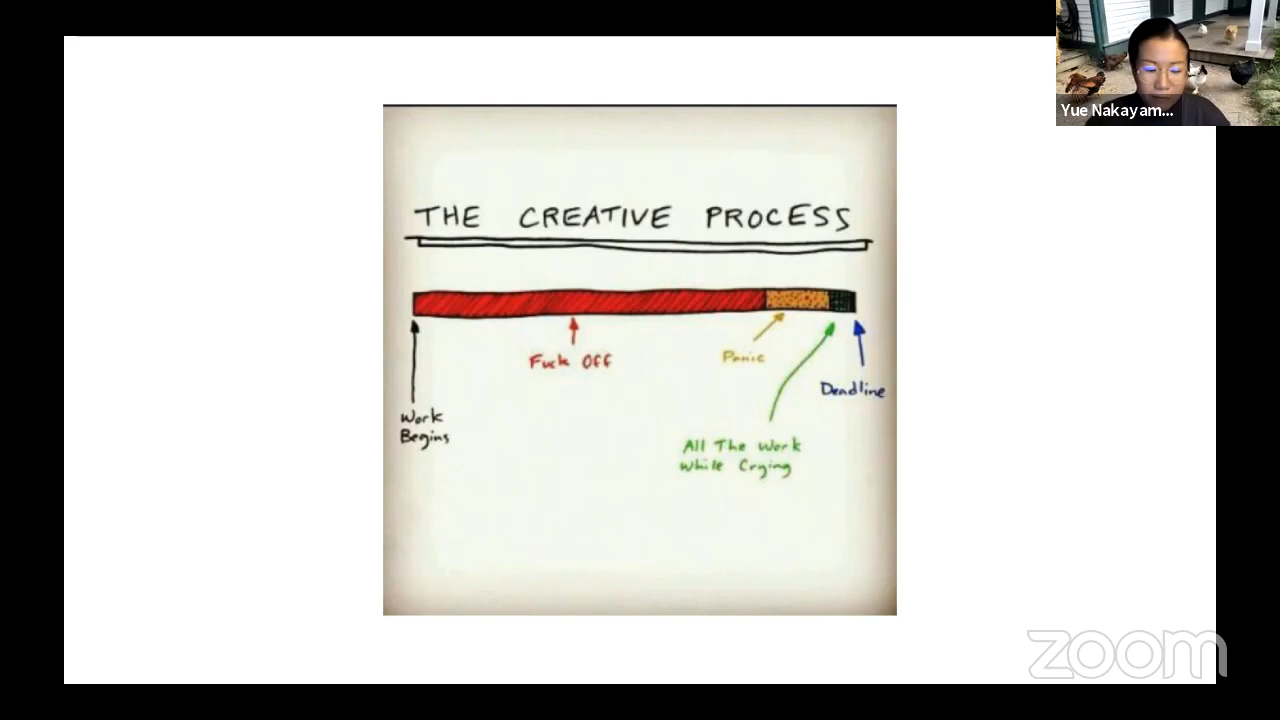 Yue Nakayam...
THE CREATIVE PROCESS
Fuck Off
Panic
Deadline
Work
Begins
All The Work
While Crying
zoom